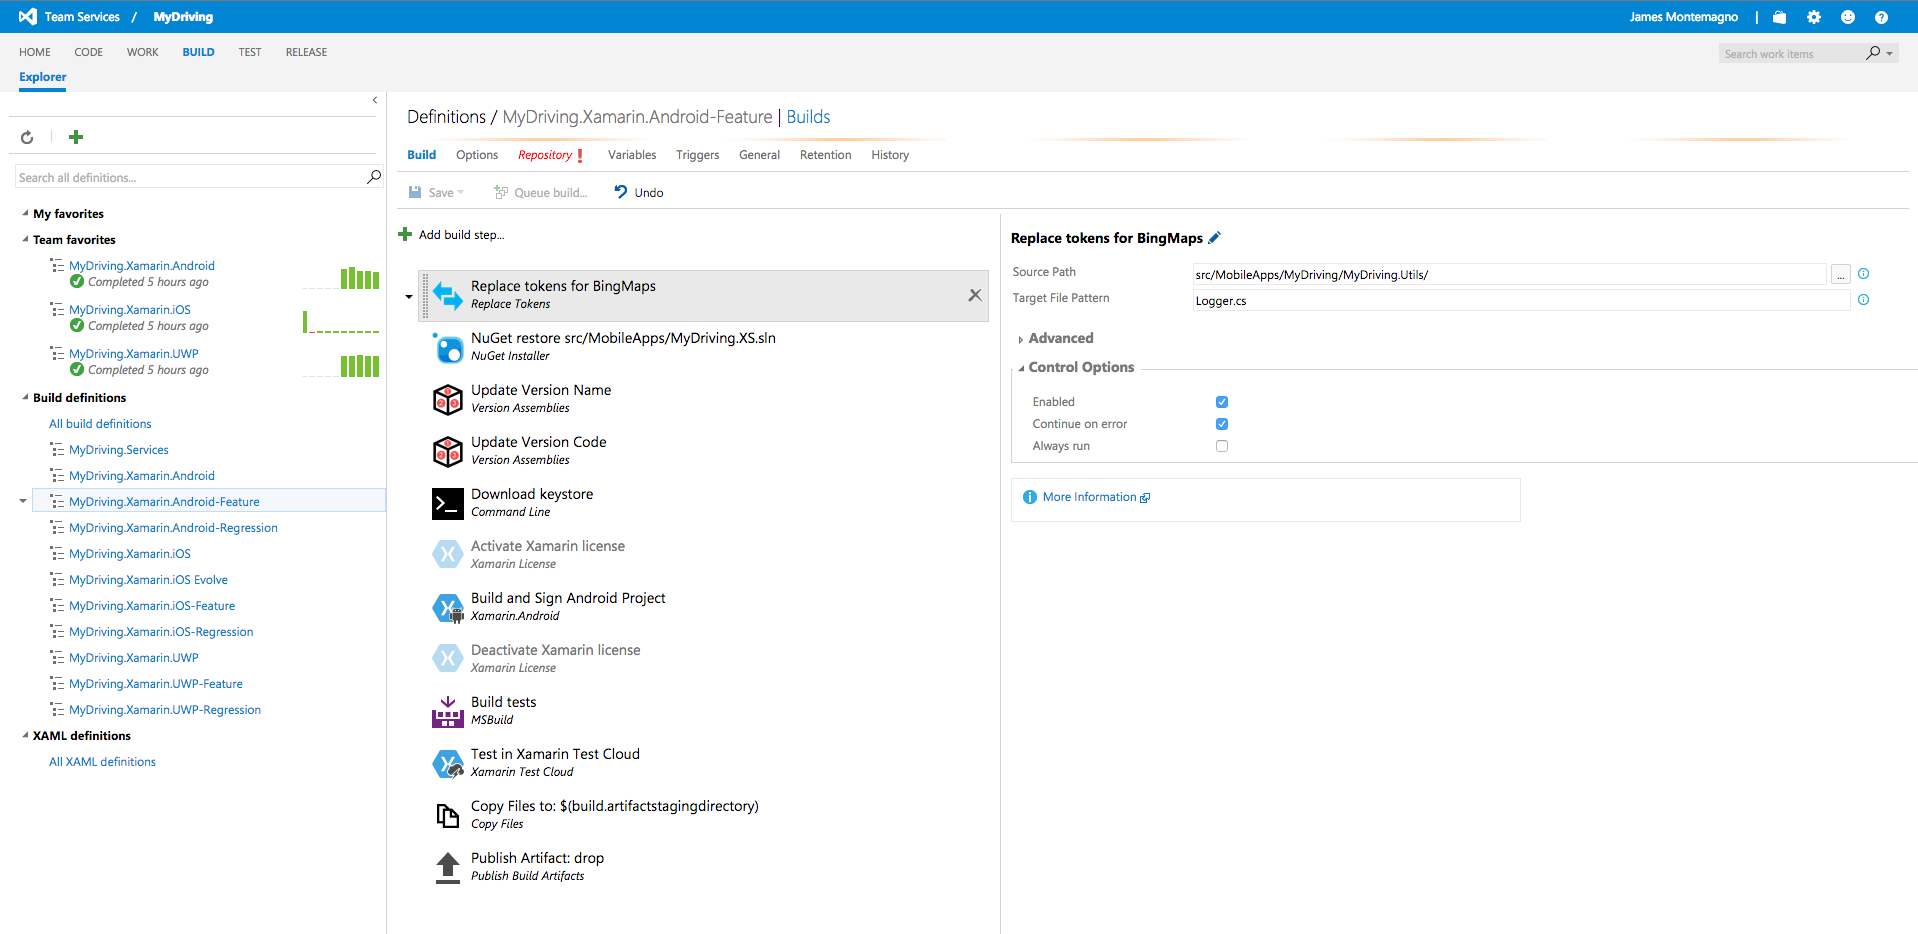 Team Services / MyDriving
James Montemagno
HOME CODE WORK BUILD TEST RELEASE
Search work items
Explorer
Search all definitions...
My favorites
Team favorites
MyDriving.Xamarin.Android
Completed 5 hours ago
MyDriving.Xamarin.iOS
Completed 5 hours ago
MyDriving.Xamarin.UWP
Completed 5 hours ago
Build definitions
All build definitions
MyDriving.Services
MyDriving.Xamarin.Android
MyDriving.Xamarin.Android-Feature
MyDriving.Xamarin.Android-Regression
MyDriving.Xamarin.iOS
MyDriving.Xamarin.iOS Evolve
MyDriving.Xamarin.iOS-Feature
MyDriving.Xamarin.iOS-Regression
MyDriving.Xamarin.UWP
MyDriving.Xamarin.UWP-Feature
MyDriving.Xamarin.UWP-Regression
XAML definitions
All XAML definitions
Definitions / MyDriving.Xamarin.Android-Feature | Builds
Build Options Repository Variables Triggers General Retention History
Save Queue build... Undo
Add build step...
Replace tokens for BingMaps
Replace Tokens
NuGet restore src/MobileApps/MyDriving.XS.sln
NuGet Installer
Update Version Name
Version Assemblies
Update Version Code
Version Assemblies
Download keystore
Command Line
Activate Xamarin license
Xamarin License
Build and Sign Android Project
Xamarin.Android
Deactivate Xamarin license
Xamarin License
Build tests
MSBuild
Test in Xamarin Test Cloud
Xamarin Test Cloud
Copy Files to: $(build.artifactstagingdirectory)
Copy Files
Publish Artifact: drop
Publish Build Artifacts
Replace tokens for BingMaps
Source Path src/MobileApps/MyDriving/MyDriving.Utils/ ...
Target File Pattern Logger.cs
Advanced
Control Options
Enabled
Continue on error
Always run
More Information